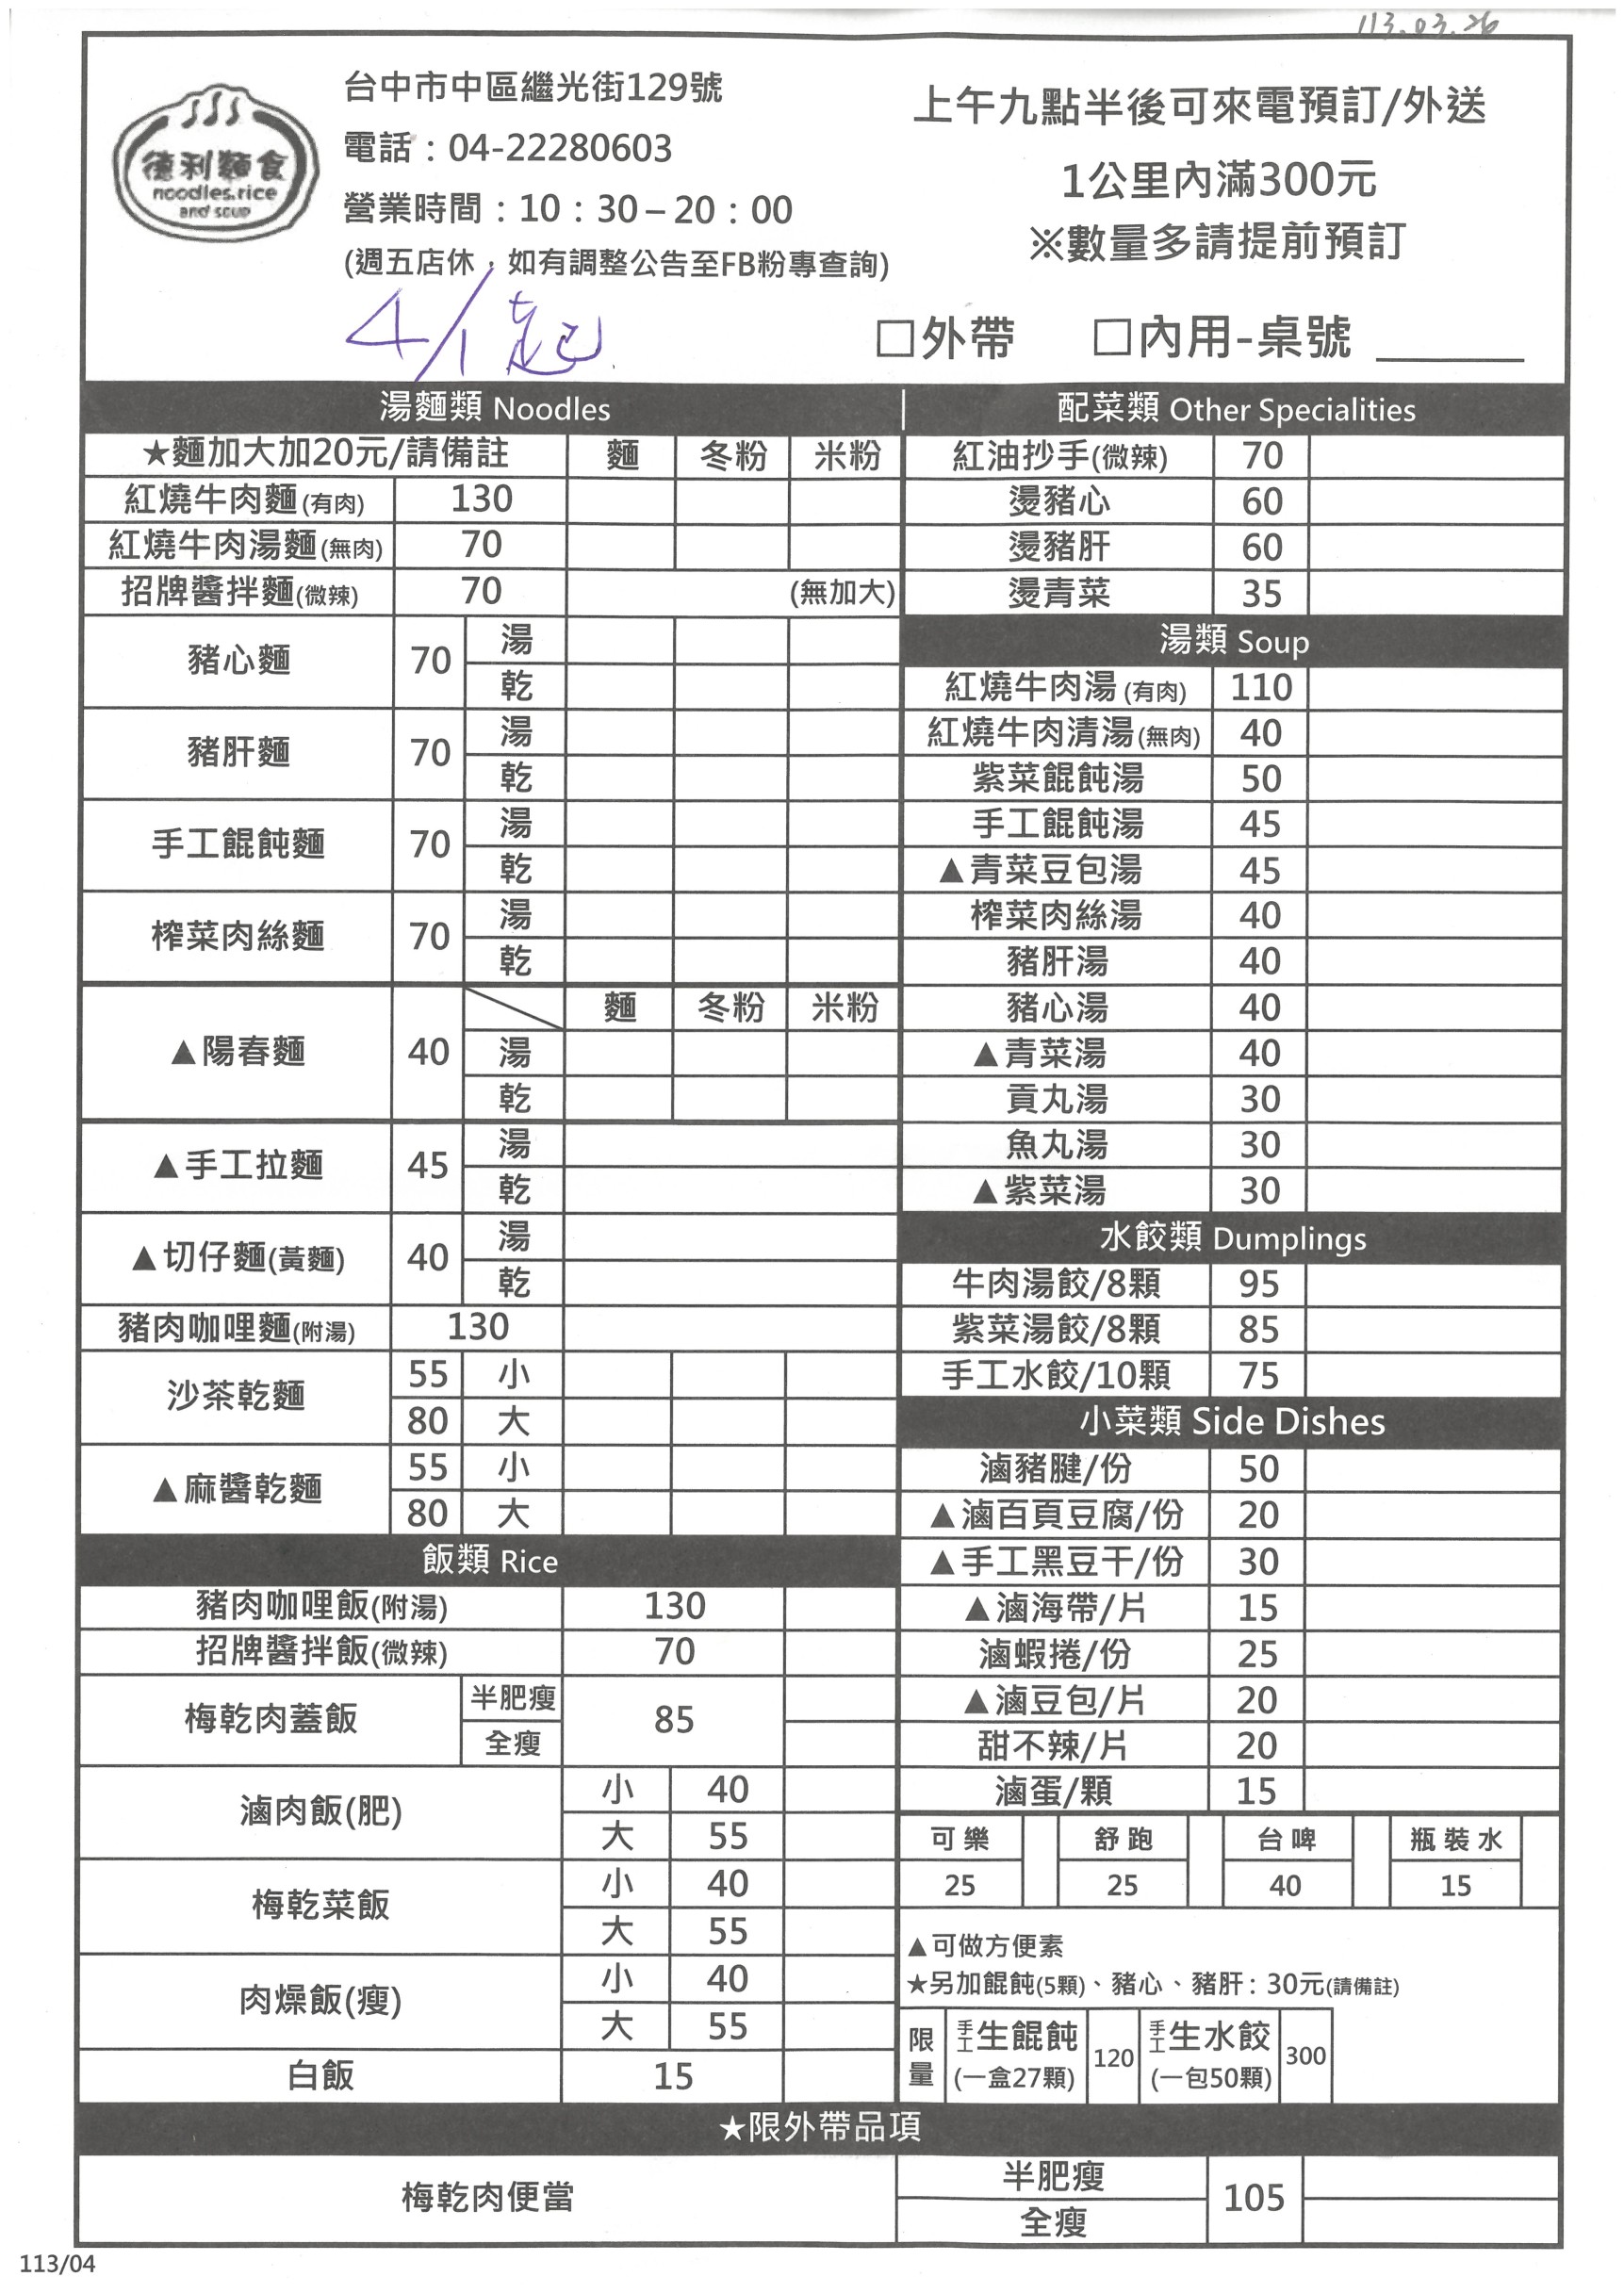 113.03.26
德利麵食
noodles.rice
and soup
台中市中區繼光街129號
電話：04-22280603
營業時間：10：30－20：00
(週五店休，如有調整公告至FB粉專查詢)
4/1起
上午九點半後可來電預訂/外送
1公里內滿300元
※數量多請提前預訂
□外帶 □內用-桌號
湯麵類 Noodles
★麵加大加20元/請備註 麵 冬粉 米粉
紅燒牛肉麵(有肉) 130
紅燒牛肉湯麵(無肉) 70
招牌醬拌麵(微辣) 70 (無加大)
豬心麵 70 湯
乾
豬肝麵 70 湯
乾
手工餛飩麵 70 湯
乾
榨菜肉絲麵 70 湯
乾
麵 冬粉 米粉
▲陽春麵 40 湯
乾
▲手工拉麵 45 湯
乾
▲切仔麵(黃麵) 40 湯
乾
豬肉咖哩麵(附湯) 130
沙茶乾麵 55 小
80 大
▲麻醬乾麵 55 小
80 大
飯類 Rice
豬肉咖哩飯(附湯) 130
招牌醬拌飯(微辣) 70
梅乾肉蓋飯 半肥瘦 85
全瘦
滷肉飯(肥) 小 40
大 55
梅乾菜飯 小 40
大 55
肉燥飯(瘦) 小 40
大 55
白飯 15
配菜類 Other Specialities
紅油抄手(微辣) 70
燙豬心 60
燙豬肝 60
燙青菜 35
湯類 Soup
紅燒牛肉湯(有肉) 110
紅燒牛肉清湯(無肉) 40
紫菜餛飩湯 50
手工餛飩湯 45
▲青菜豆包湯 45
榨菜肉絲湯 40
豬肝湯 40
豬心湯 40
▲青菜湯 40
貢丸湯 30
魚丸湯 30
▲紫菜湯 30
水餃類 Dumplings
牛肉湯餃/8顆 95
紫菜湯餃/8顆 85
手工水餃/10顆 75
小菜類 Side Dishes
滷豬腱/份 50
▲滷百頁豆腐/份 20
▲手工黑豆干/份 30
▲滷海帶/片 15
滷蝦捲/份 25
▲滷豆包/片 20
甜不辣/片 20
滷蛋/顆 15
可樂 舒跑 台啤 瓶裝水
25 25 40 15
▲可做方便素
★另加餛飩(5顆)、豬心、豬肝：30元(請備註)
限量 手工生餛飩 120 手工生水餃 300
(一盒27顆) (一包50顆)
★限外帶品項
梅乾肉便當 半肥瘦 105
全瘦
113/04